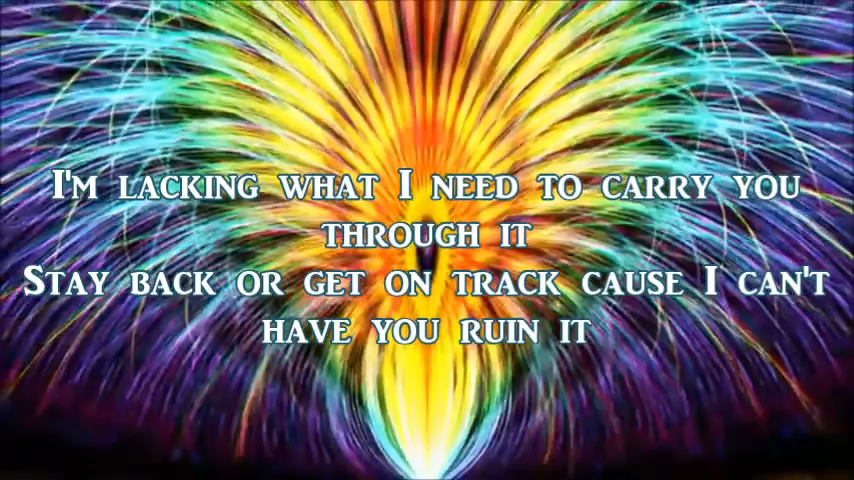 I'm lacking what I need to carry you
through it
Stay back or get on track cause I can't
have you ruin it